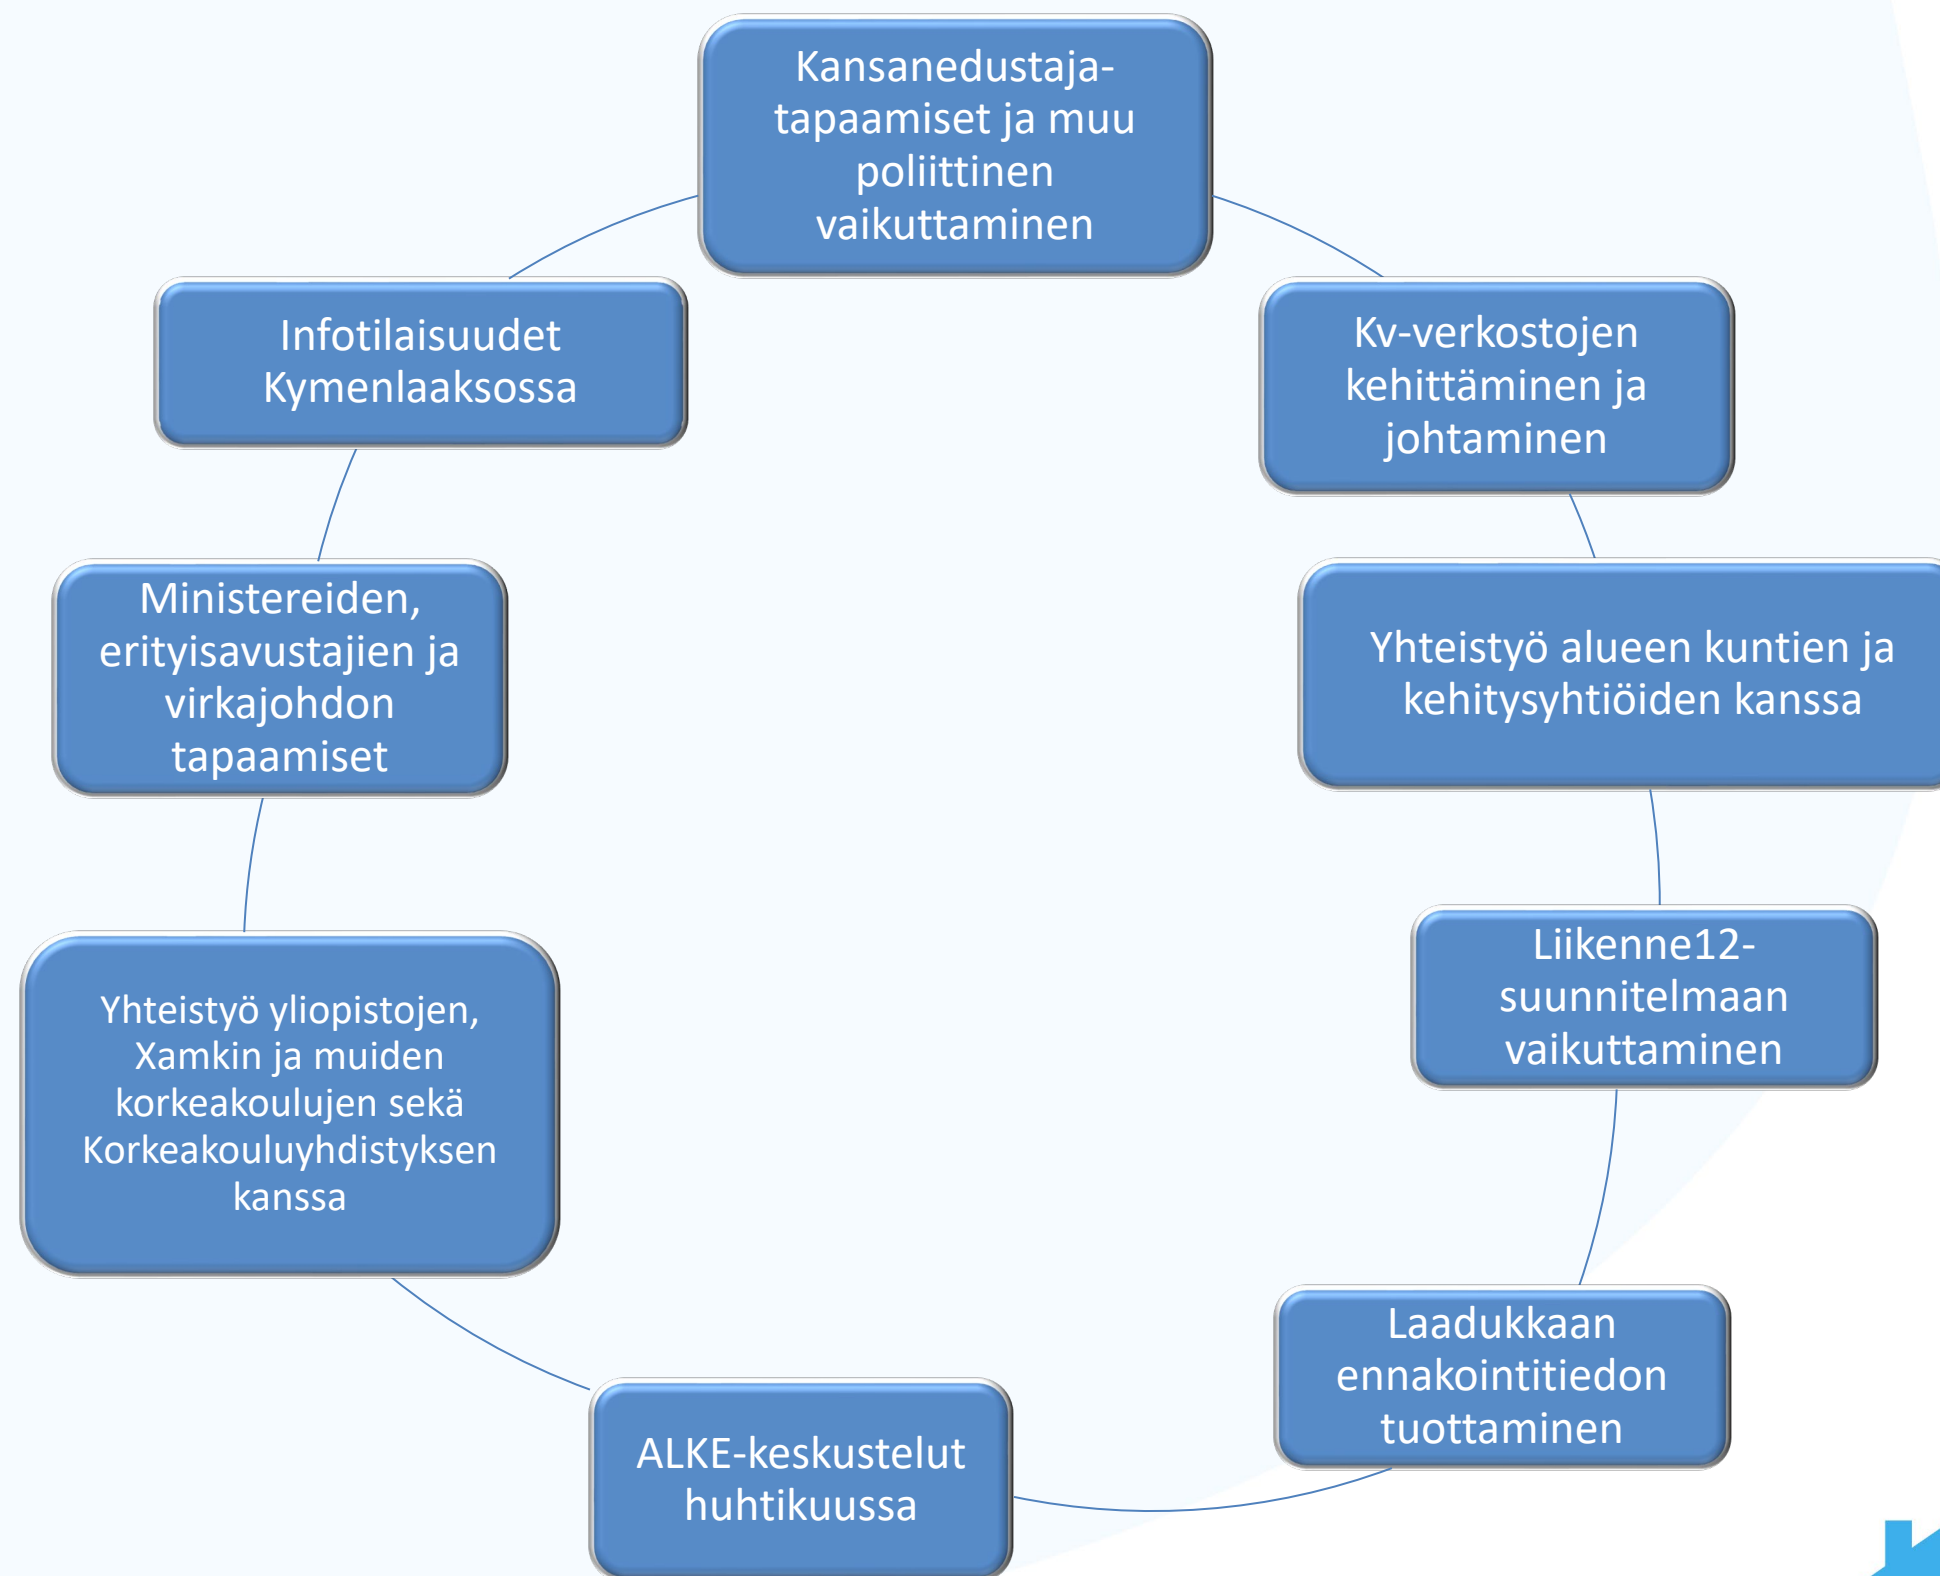 Kansanedustaja-
tapaamiset ja muu
poliittinen
vaikuttaminen
Kv-verkostojen
kehittäminen ja
johtaminen
Yhteistyö alueen kuntien ja
kehitysyhtiöiden kanssa
Liikenne12-
suunnitelmaan
vaikuttaminen
Laadukkaan
ennakointitiedon
tuottaminen
ALKE-keskustelut
huhtikuussa
Yhteistyö yliopistojen,
Xamkin ja muiden
korkeakoulujen sekä
Korkeakouluyhdistyksen
kanssa
Ministereiden,
erityisavustajien ja
virkajohdon
tapaamiset
Infotilaisuudet
Kymenlaaksossa